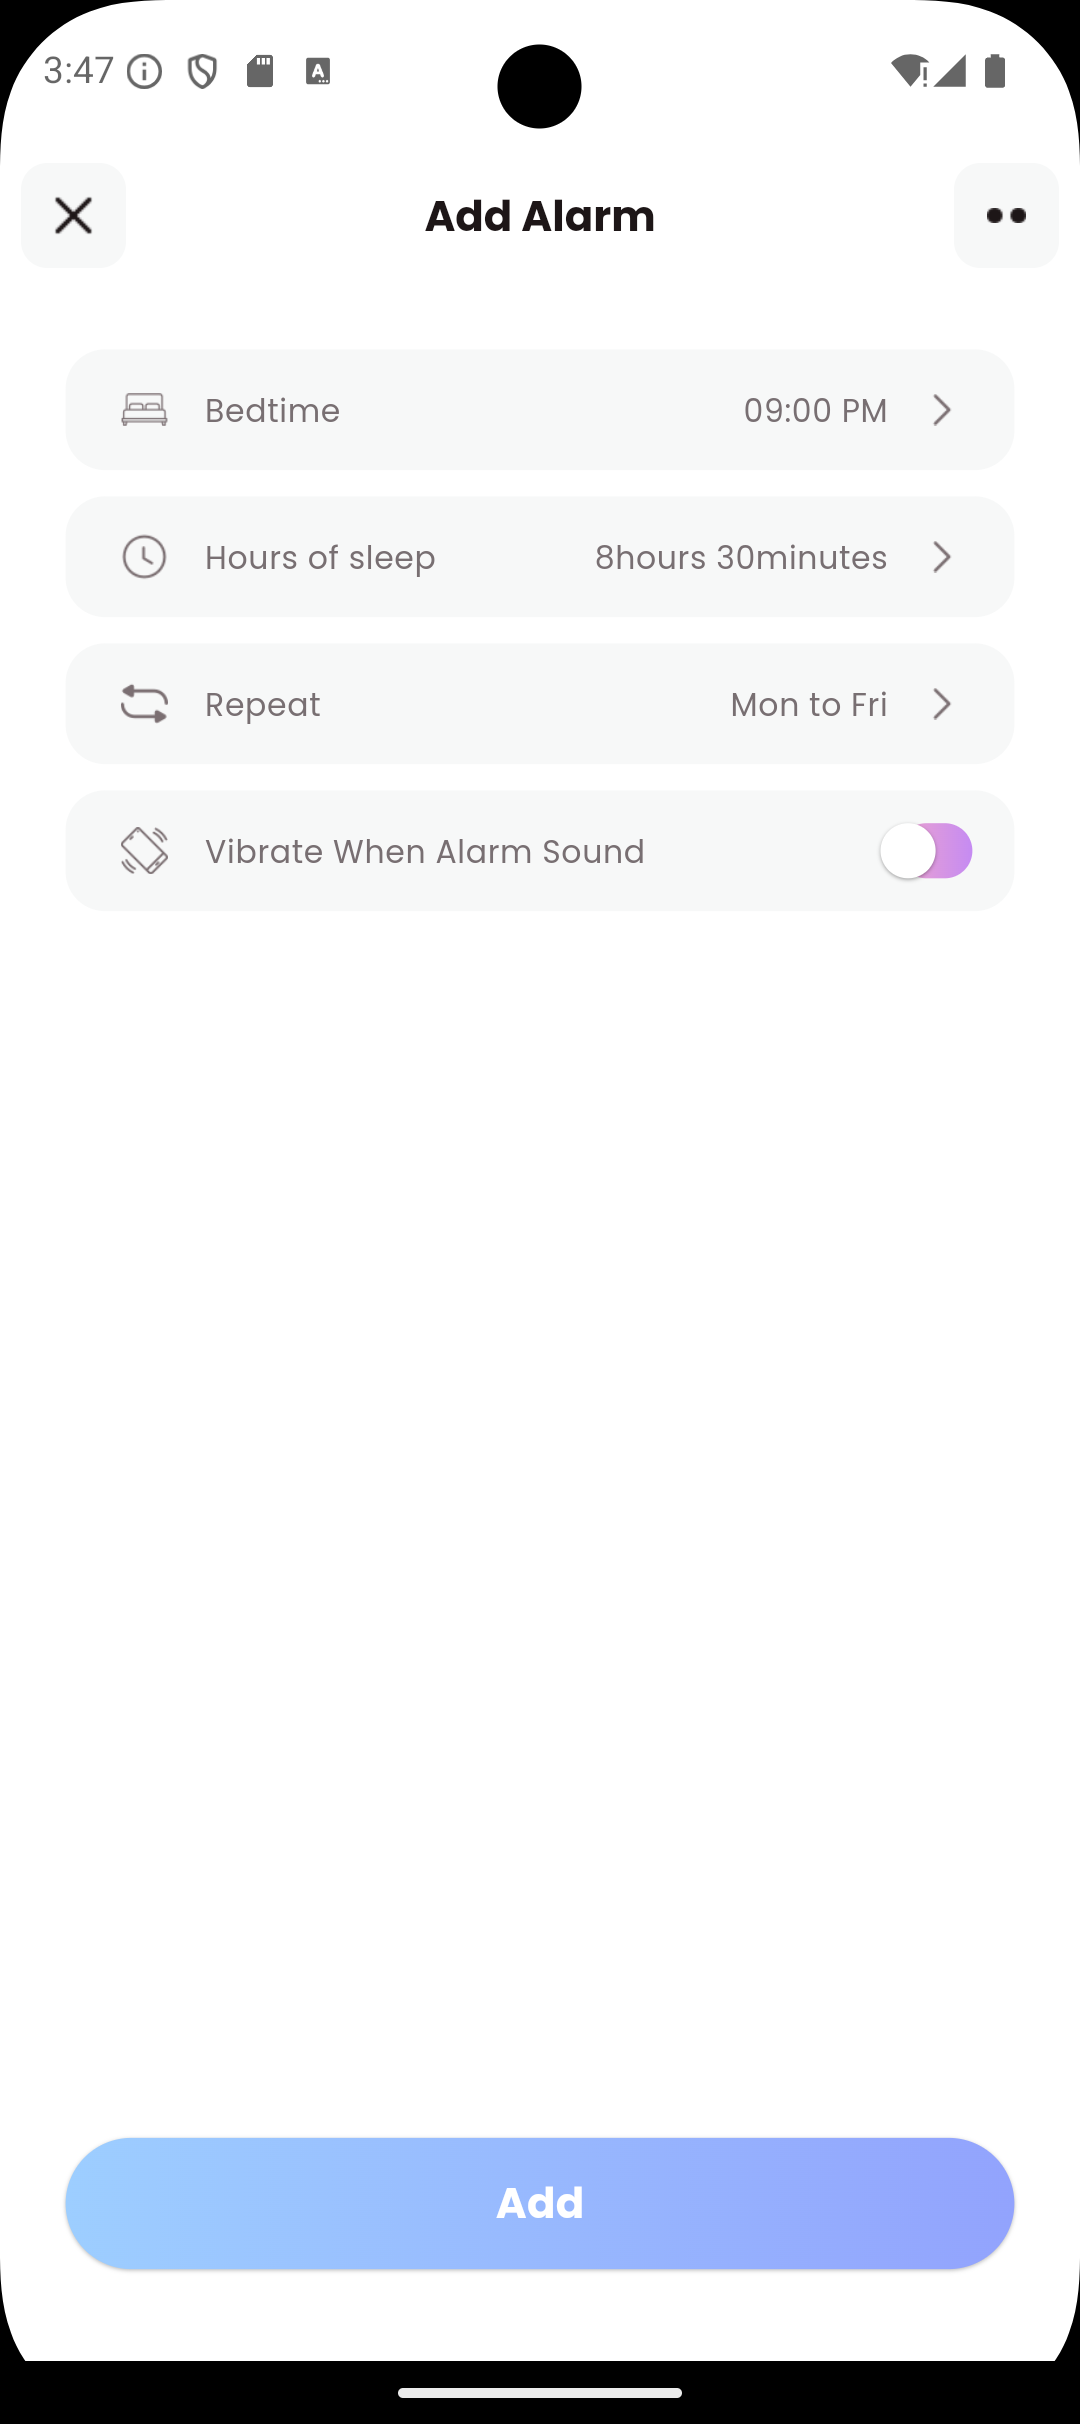 3:47
Add Alarm
Bedtime 09:00 PM
Hours of sleep 8hours 30minutes
Repeat Mon to Fri
Vibrate When Alarm Sound
Add